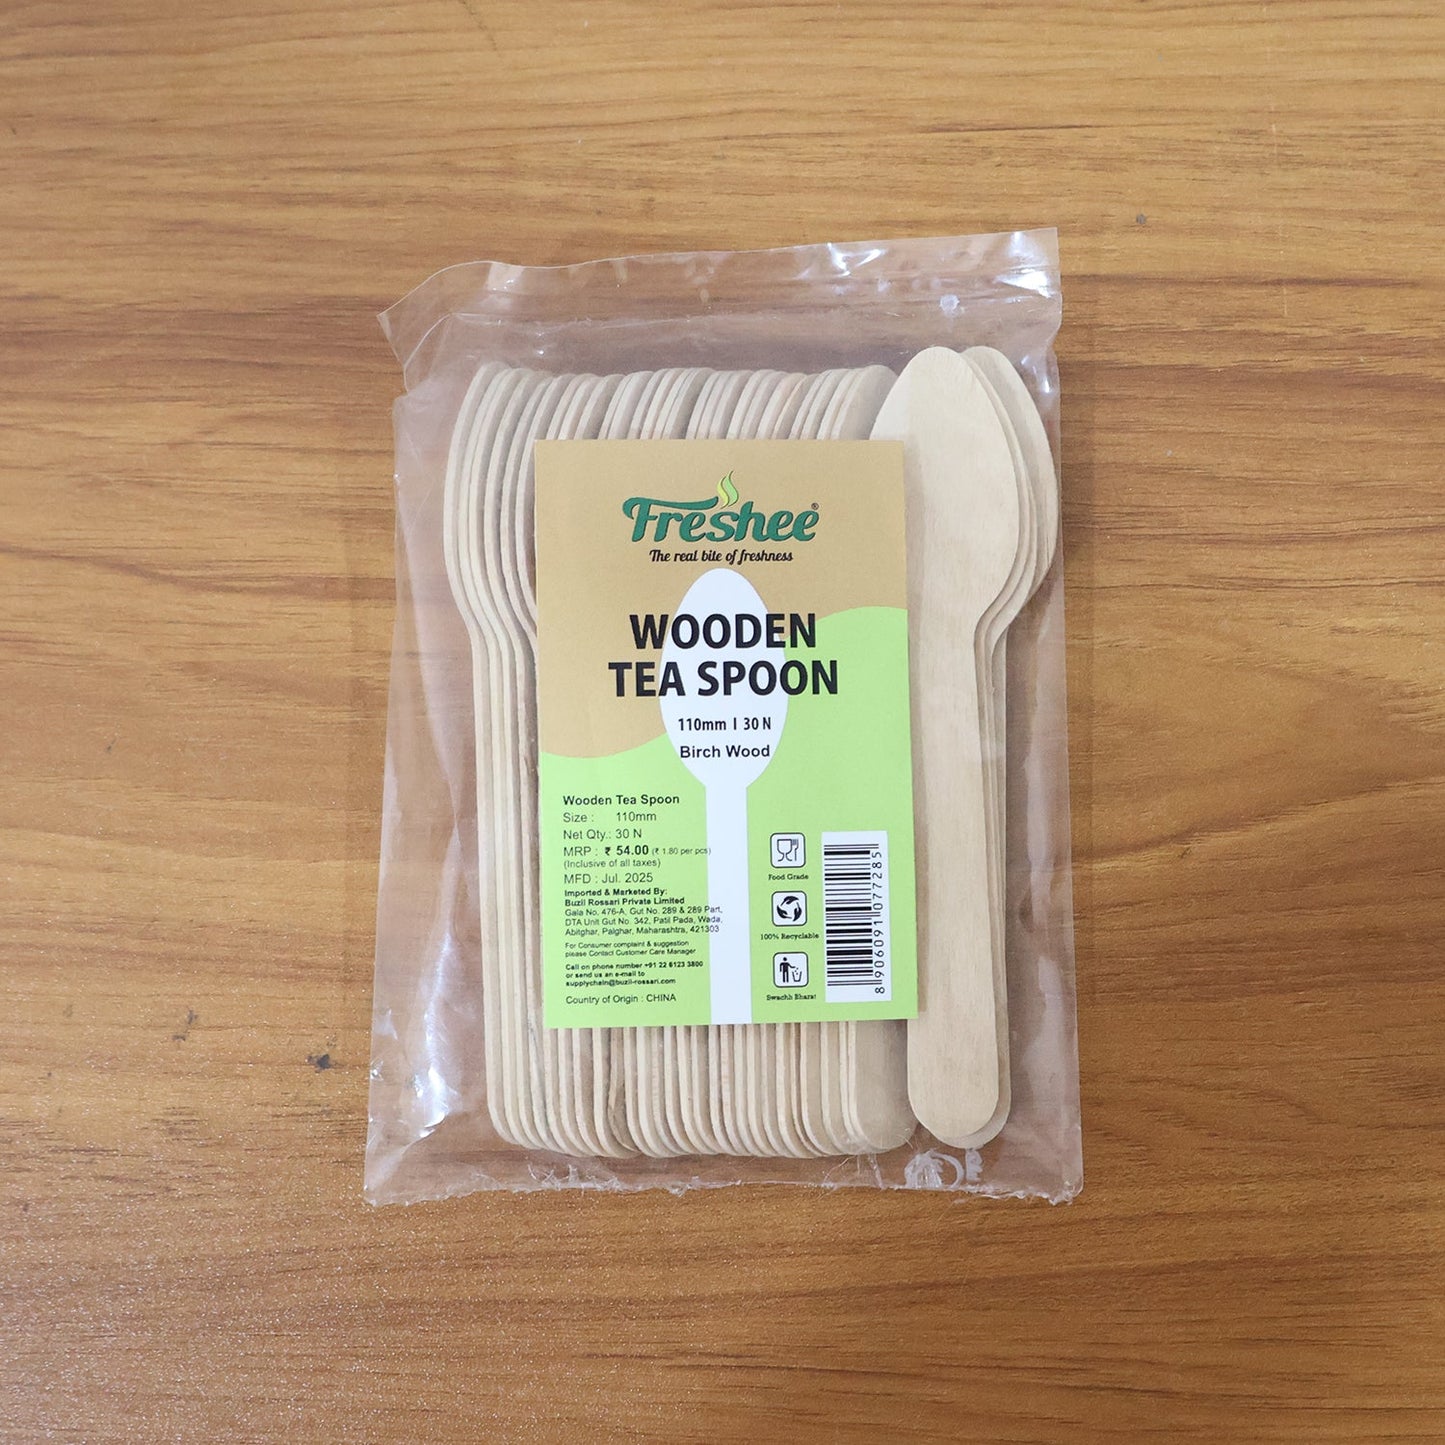 Freshee®
The real bite of freshness
WOODEN
TEA SPOON
110mm I 30 N
Birch Wood
Wooden Tea Spoon
Size : 110mm
Net Qty.: 30 N
MRP : ₹ 54.00 (₹ 1.80 per pcs)
(Inclusive of all taxes)
MFD : Jul. 2025
Imported & Marketed By:
Buzil Rossari Private Limited
Gala No. 476-A, Gut No. 289 & 289 Part,
DTA Unit Gut No. 342, Patil Pada, Wada,
Abitghar, Palghar, Maharashtra, 421303
For Consumer complaint & suggestion
please Contact Customer Care Manager
Call on phone number +91 22 6123 3800
or send us an e-mail to
supplychain@buzil-rossari.com
Country of Origin : CHINA
Food Grade
100% Recyclable
Swachh Bharat
8 906091 077285